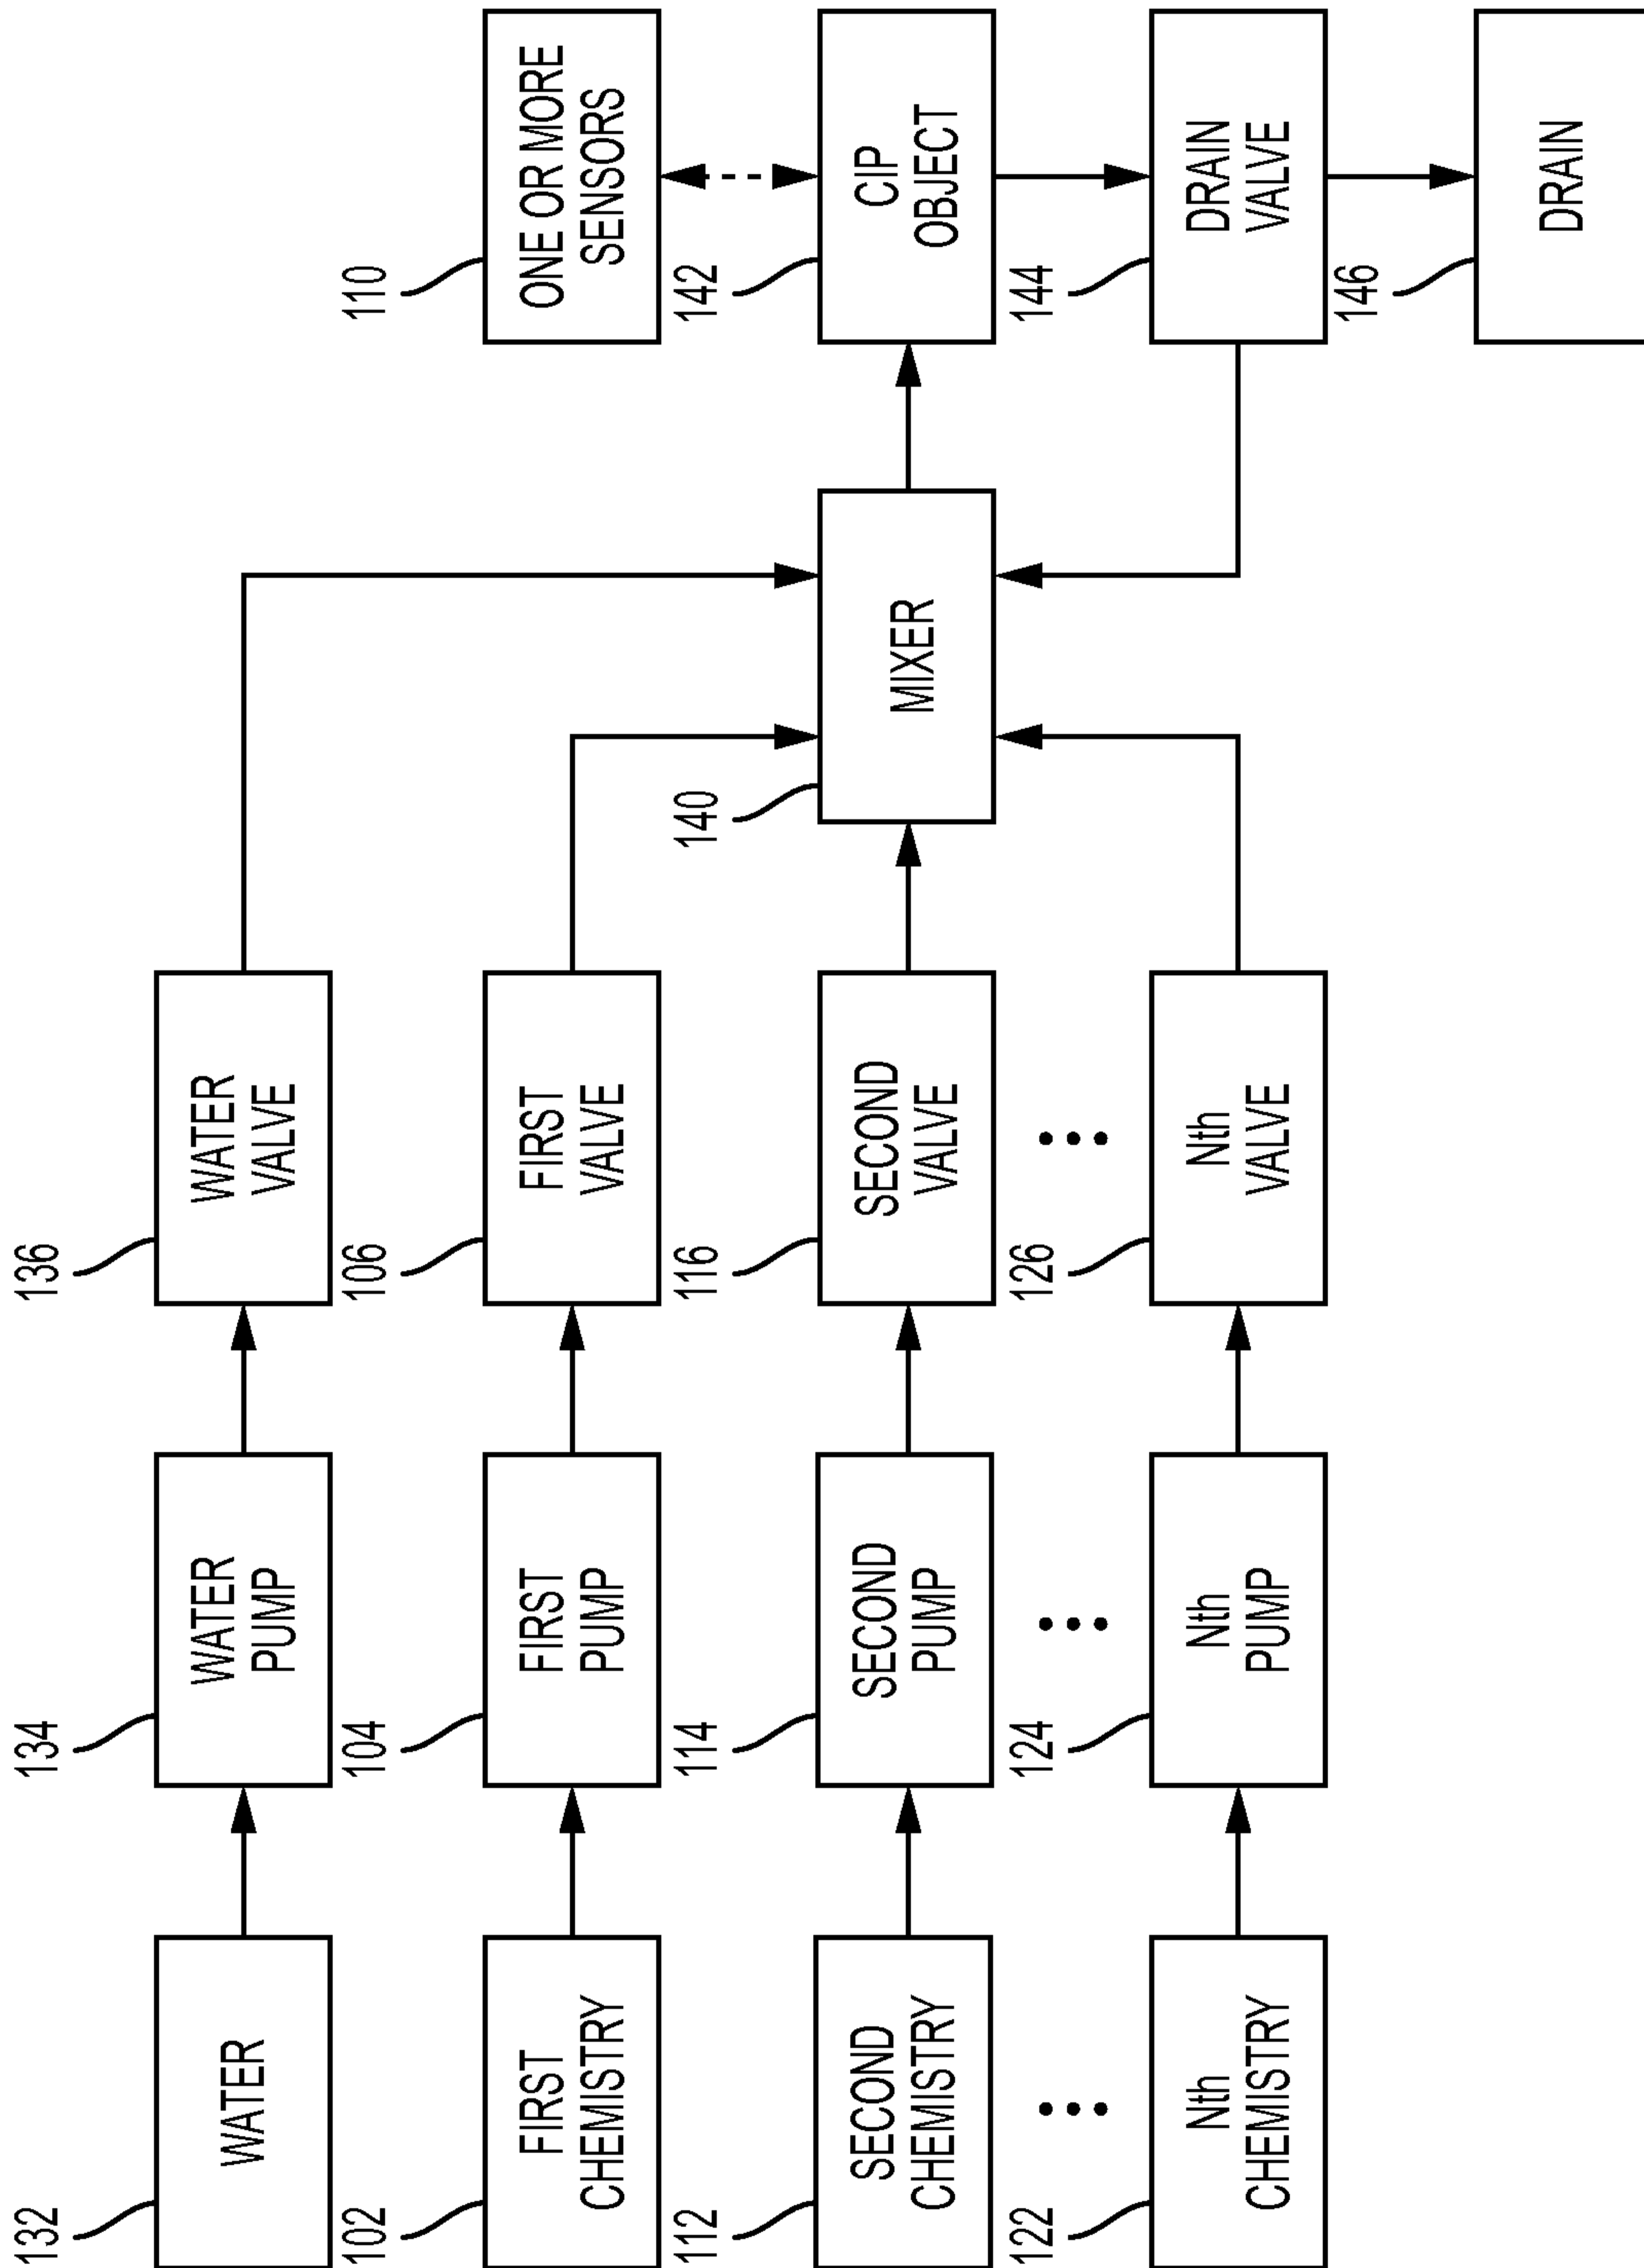 132
WATER
134
WATER
PUMP
136
WATER
VALVE
102
FIRST
CHEMISTRY
104
FIRST
PUMP
106
FIRST
VALVE
110
ONE OR MORE
SENSORS
112
SECOND
CHEMISTRY
114
SECOND
PUMP
116
SECOND
VALVE
140
MIXER
142
CIP
OBJECT
122
Nth
CHEMISTRY
124
Nth
PUMP
126
Nth
VALVE
144
DRAIN
VALVE
146
DRAIN